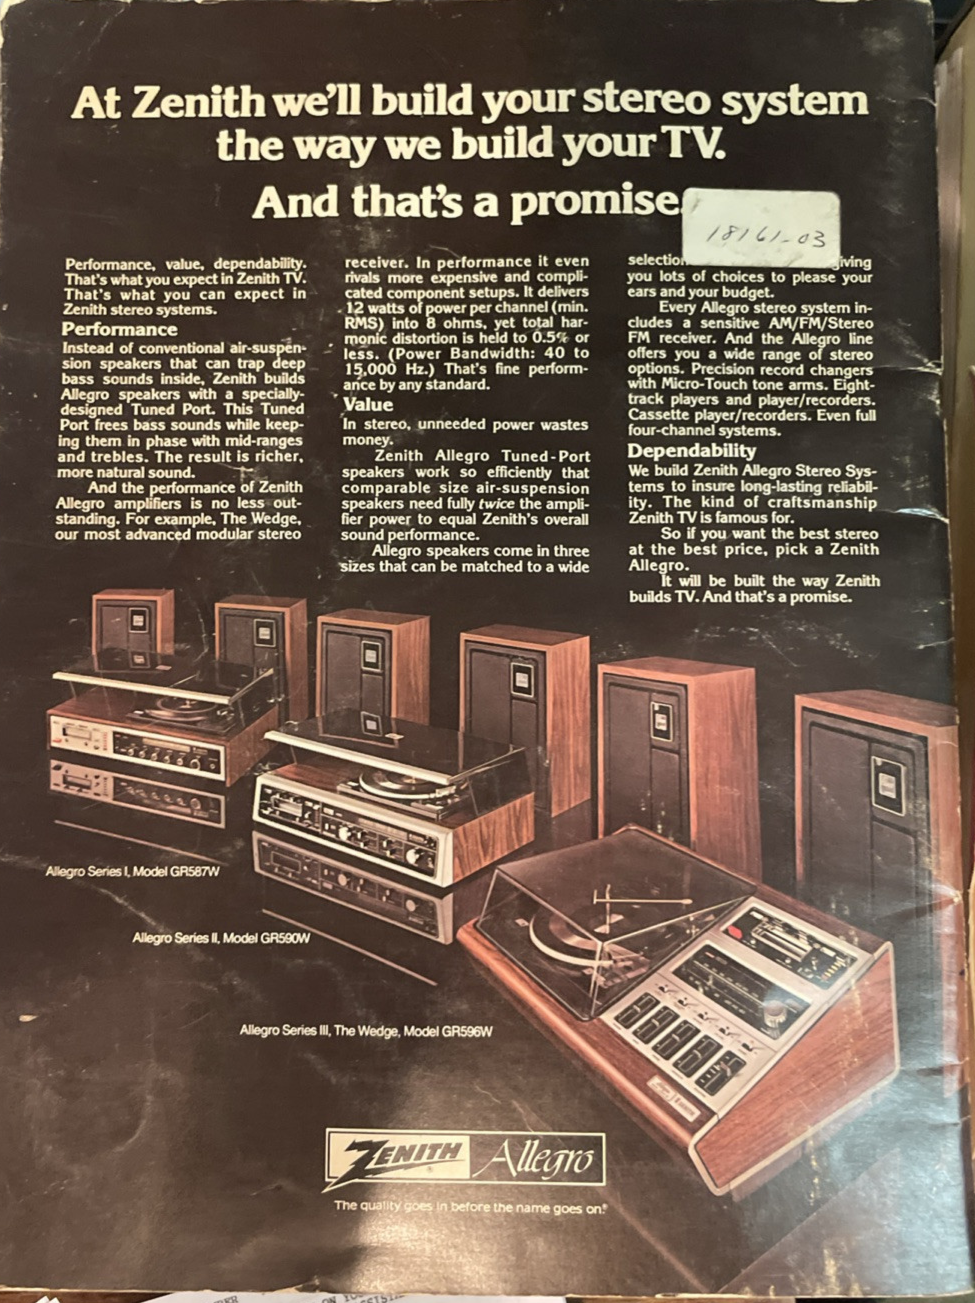 At Zenith we'll build your stereo system
the way we build your TV.
And that's a promise.
18161-03
Performance, value, dependability.
That's what you expect in Zenith TV.
That's what you can expect in
Zenith stereo systems.
Performance
Instead of conventional air-suspen-
sion speakers that can trap deep
bass sounds inside, Zenith builds
Allegro speakers with a specially-
designed Tuned Port. This Tuned
Port frees bass sounds while keep-
ing them in phase with mid-ranges
and trebles. The result is richer,
more natural sound.
And the performance of Zenith
Allegro amplifiers is no less out-
standing. For example, The Wedge,
our most advanced modular stereo
receiver. In performance it even
rivals more expensive and compli-
cated component setups. It delivers
12 watts of power per channel (min.
RMS) into 8 ohms, yet total har-
monic distortion is held to 0.5% or
less. (Power Bandwidth: 40 to
15,000 Hz.) That's fine perform-
ance by any standard.
Value
In stereo, unneeded power wastes
money.
Zenith Allegro Tuned-Port
speakers work so efficiently that
comparable size air-suspension
speakers need fully twice the ampli-
fier power to equal Zenith's overall
sound performance.
Allegro speakers come in three
sizes that can be matched to a wide
selection giving
you lots of choices to please your
ears and your budget.
Every Allegro stereo system in-
cludes a sensitive AM/FM/Stereo
FM receiver. And the Allegro line
offers you a wide range of stereo
options. Precision record changers
with Micro-Touch tone arms. Eight-
track players and player/recorders.
Cassette player/recorders. Even full
four-channel systems.
Dependability
We build Zenith Allegro Stereo Sys-
tems to insure long-lasting reliabil-
ity. The kind of craftsmanship
Zenith TV is famous for.
So if you want the best stereo
at the best price, pick a Zenith
Allegro.
It will be built the way Zenith
builds TV. And that's a promise.
Allegro Series I, Model GR587W
Allegro Series II, Model GR590W
Allegro Series III, The Wedge, Model GR596W
ZENITH Allegro
The quality goes in before the name goes on.®